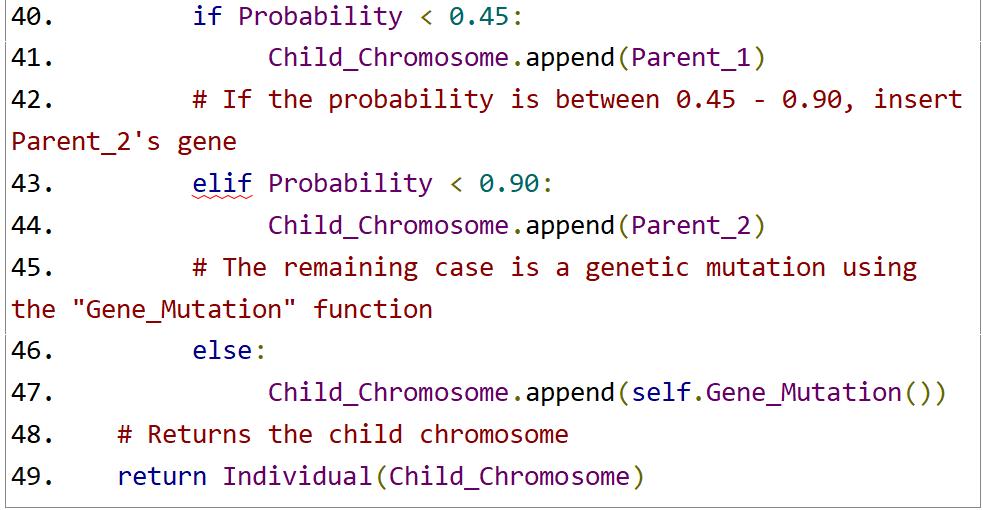 40.         if Probability < 0.45:
41.              Child_Chromosome.append(Parent_1)
42.         # If the probability is between 0.45 - 0.90, insert
Parent_2's gene
43.         elif Probability < 0.90:
44.              Child_Chromosome.append(Parent_2)
45.         # The remaining case is a genetic mutation using
the "Gene_Mutation" function
46.         else:
47.              Child_Chromosome.append(self.Gene_Mutation())
48.    # Returns the child chromosome
49.    return Individual(Child_Chromosome)